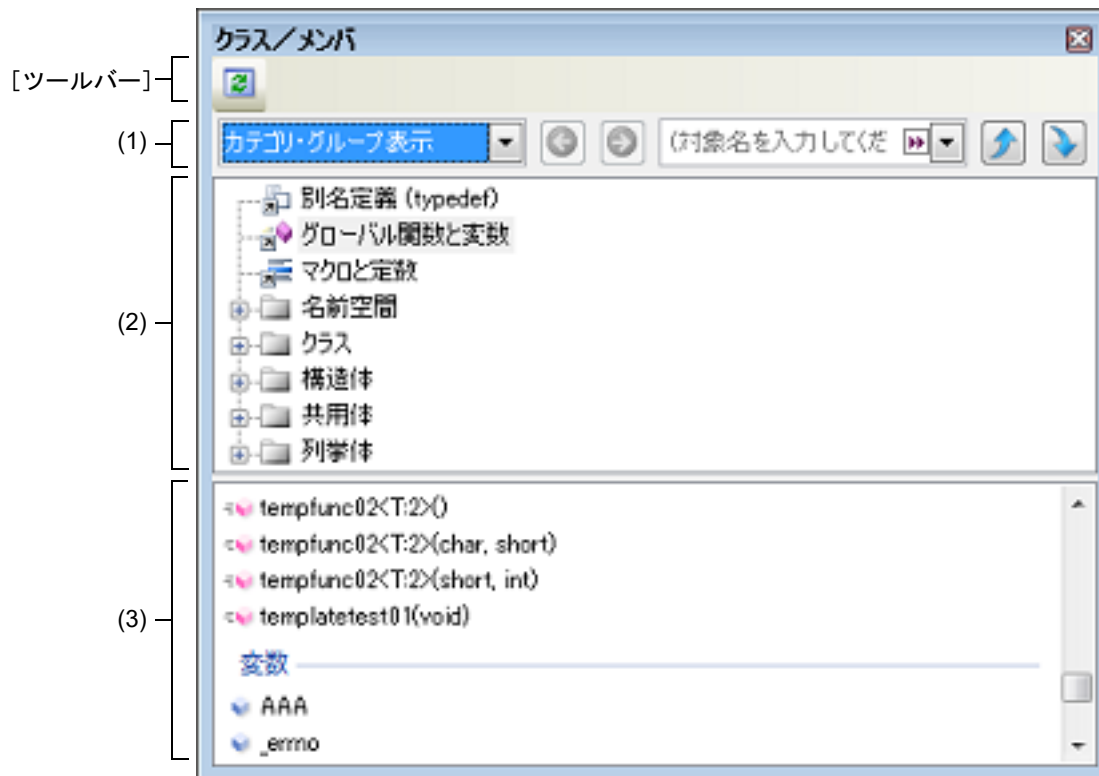 クラス／メンバ
[ツールバー]
(1)
カテゴリ・グループ表示
(対象名を入力してくだ
(2)
別名定義 (typedef)
グローバル関数と変数
マクロと定数
名前空間
クラス
構造体
共用体
列挙体
(3)
tempfunc02<T:2>()
tempfunc02<T:2>(char, short)
tempfunc02<T:2>(short, int)
templatetest01(void)
変数
AAA
_errno